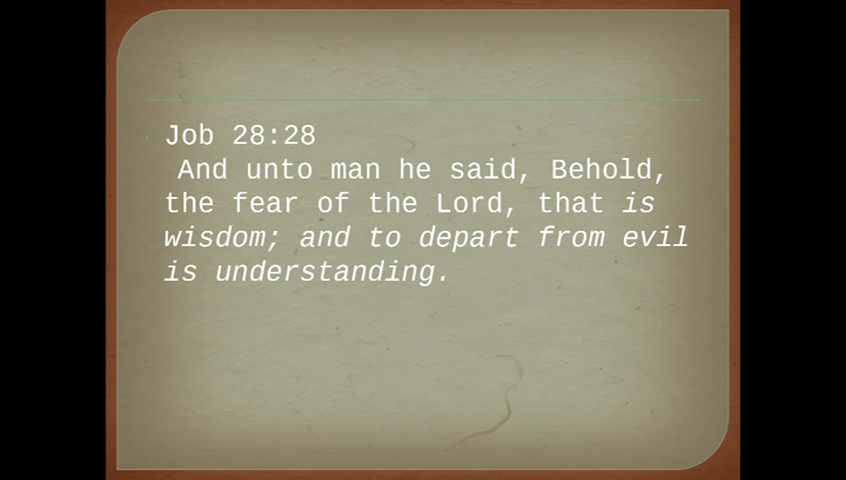 Job 28:28
And unto man he said, Behold,
the fear of the Lord, that is
wisdom; and to depart from evil
is understanding.